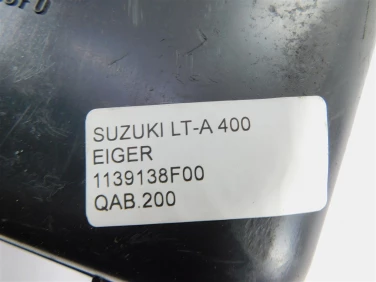 SUZUKI LT-A 400
EIGER
1139138F00
QAB.200